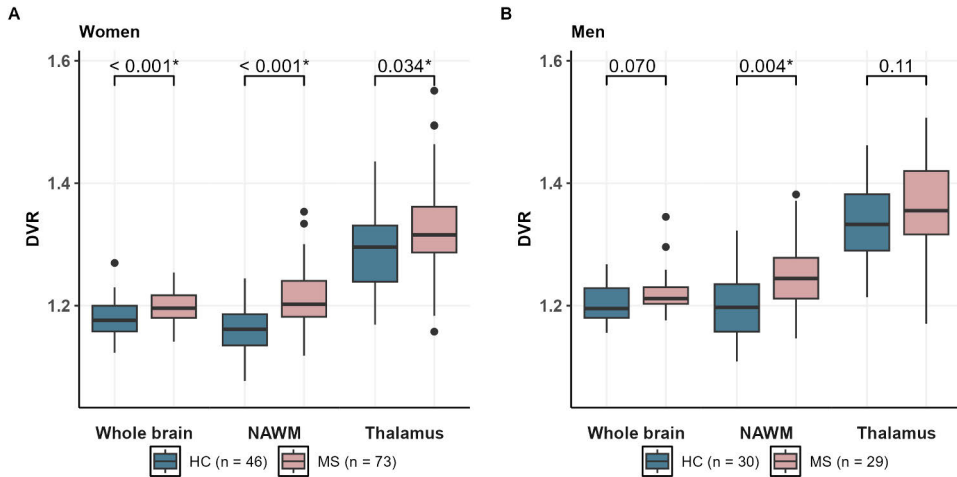 A
Women
1.6
< 0.001*
< 0.001*
0.034*
1.4
DVR
1.2
Whole brain
NAWM
Thalamus
HC (n = 46)
MS (n = 73)
B
Men
1.6
0.070
0.004*
0.11
1.4
DVR
1.2
Whole brain
NAWM
Thalamus
HC (n = 30)
MS (n = 29)